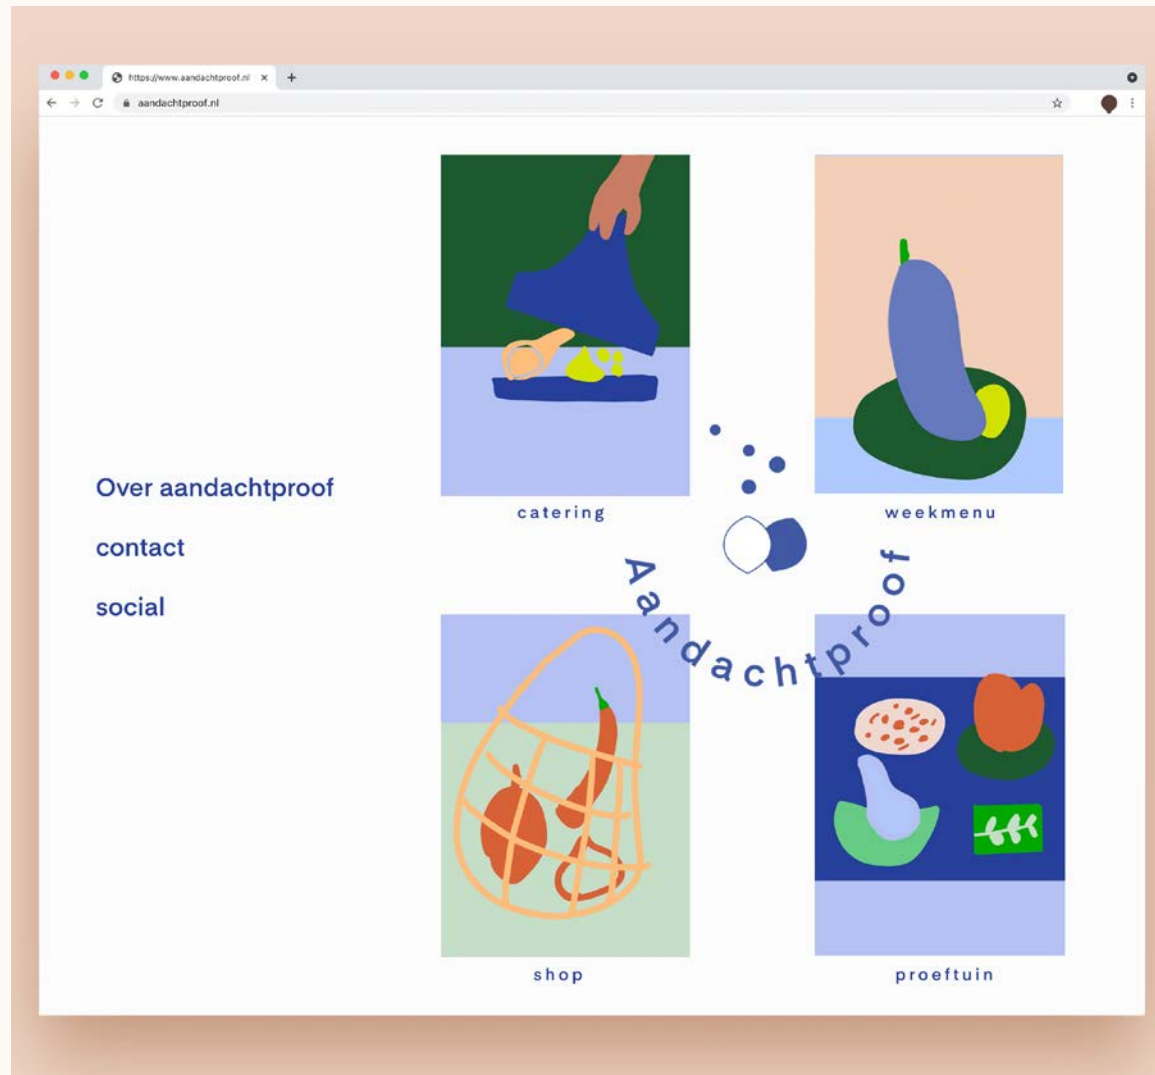 https://www.aandachtproof.nl
aandachtproof.nl
Over aandachtproof
contact
social
catering
weekmenu
Aandachtproof
shop
proeftuin